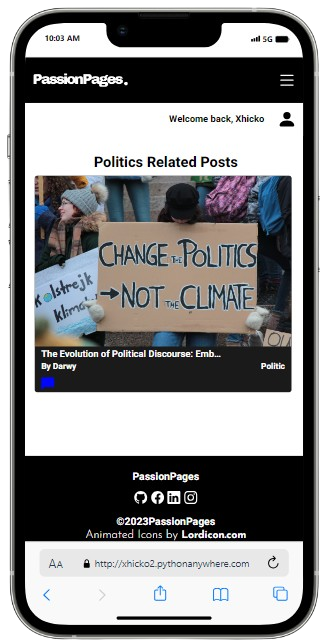 10:03 AM
5G
PassionPages.
Welcome back, Xhicko
Politics Related Posts
CHANGE THE POLITICS
→NOT THE CLIMATE
kolstrejk
klima
The Evolution of Political Discourse: Emb...
By Darwy
Politic
PassionPages
©2023PassionPages
Animated Icons by Lordicon.com
AA
http://xhicko2.pythonanywhere.com